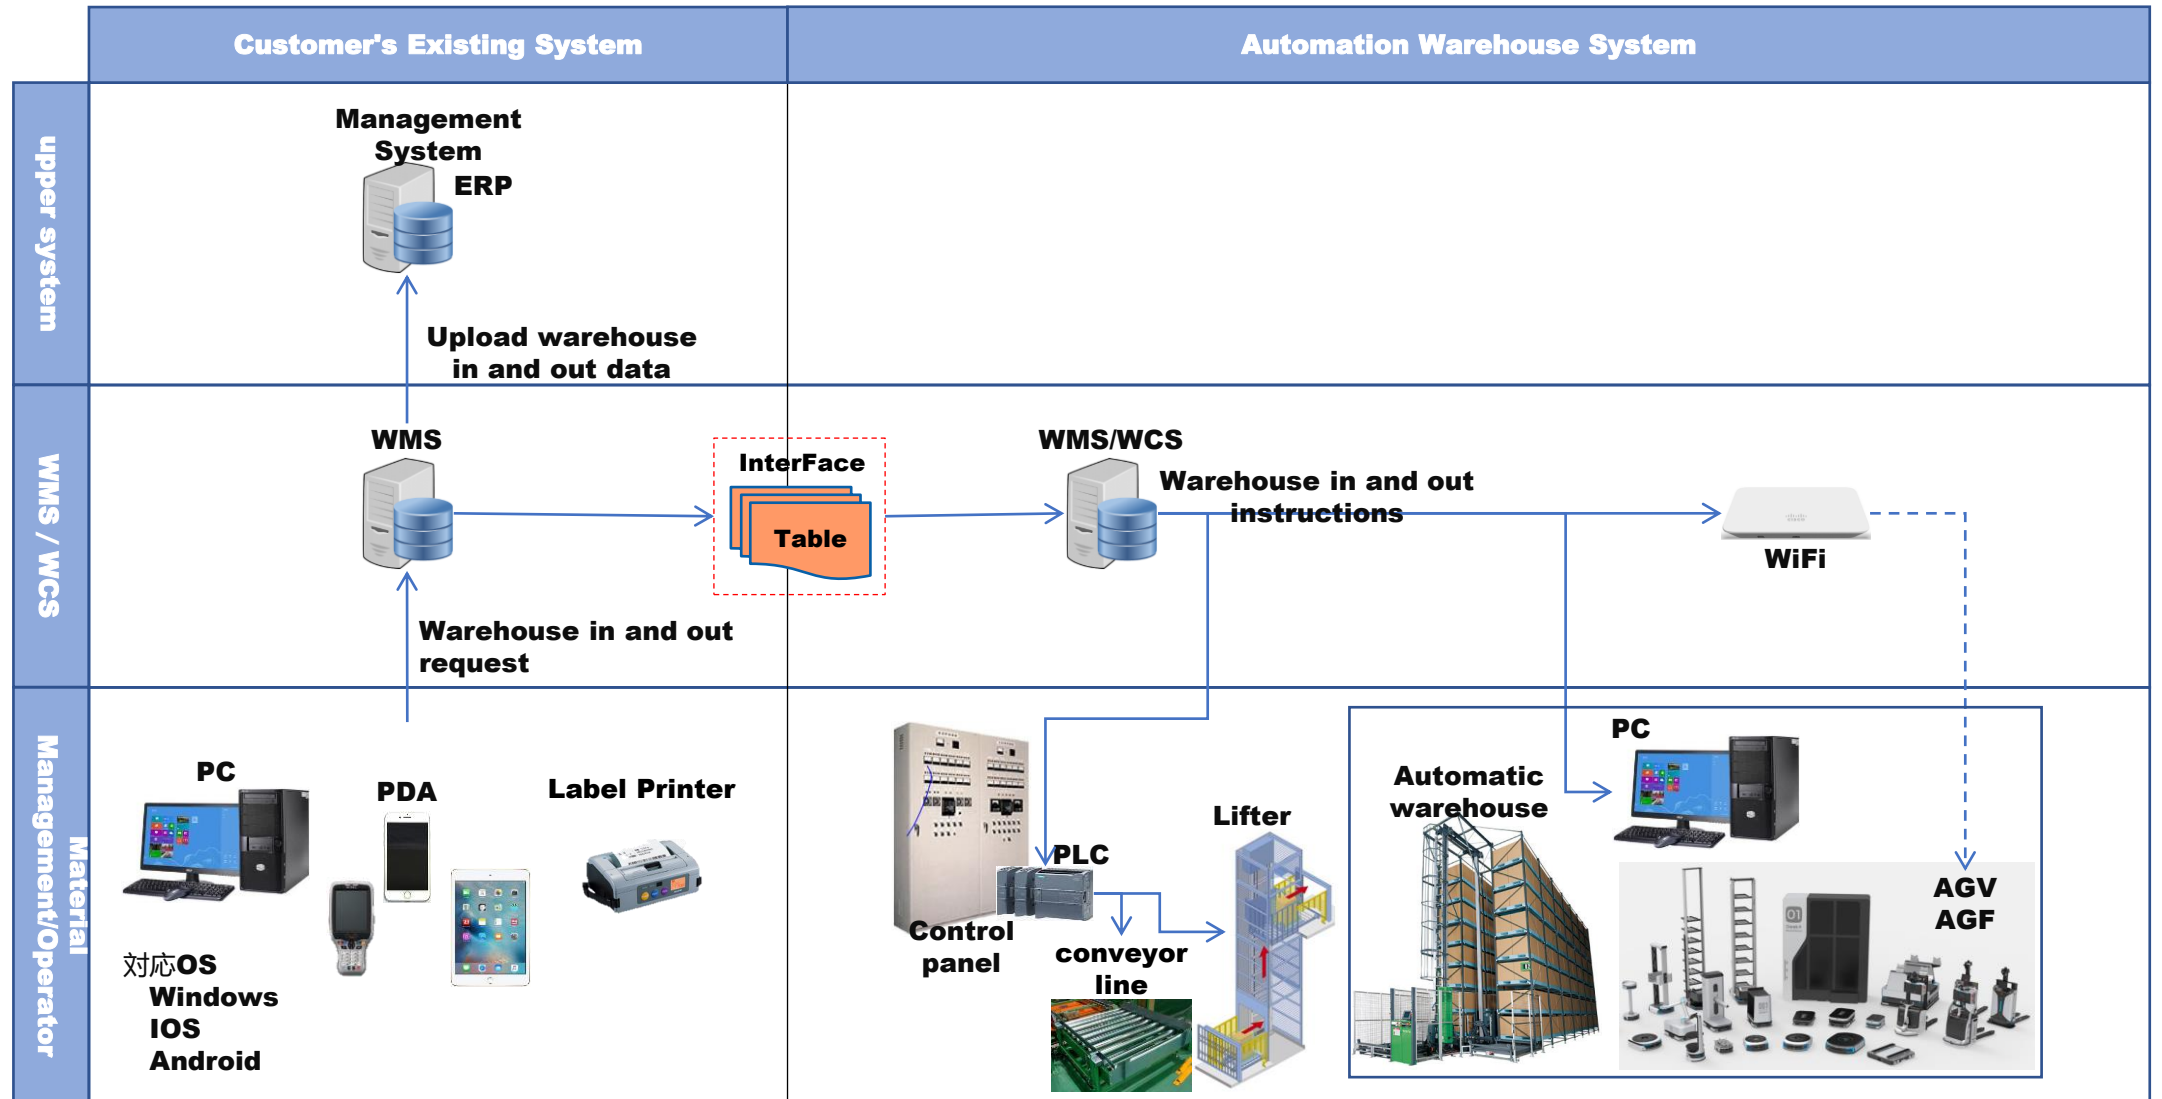 Customer's Existing System
Automation Warehouse System
upper system
Management
System
ERP
Upload warehouse
in and out data
WMS / WCS
WMS
InterFace
Table
WMS/WCS
Warehouse in and out
instructions
WiFi
Warehouse in and out
request
Material
Management/Operator
PC
PDA
Label Printer
対応OS
Windows
IOS
Android
Control
panel
PLC
conveyor
line
Lifter
Automatic
warehouse
PC
01
AGV
AGF